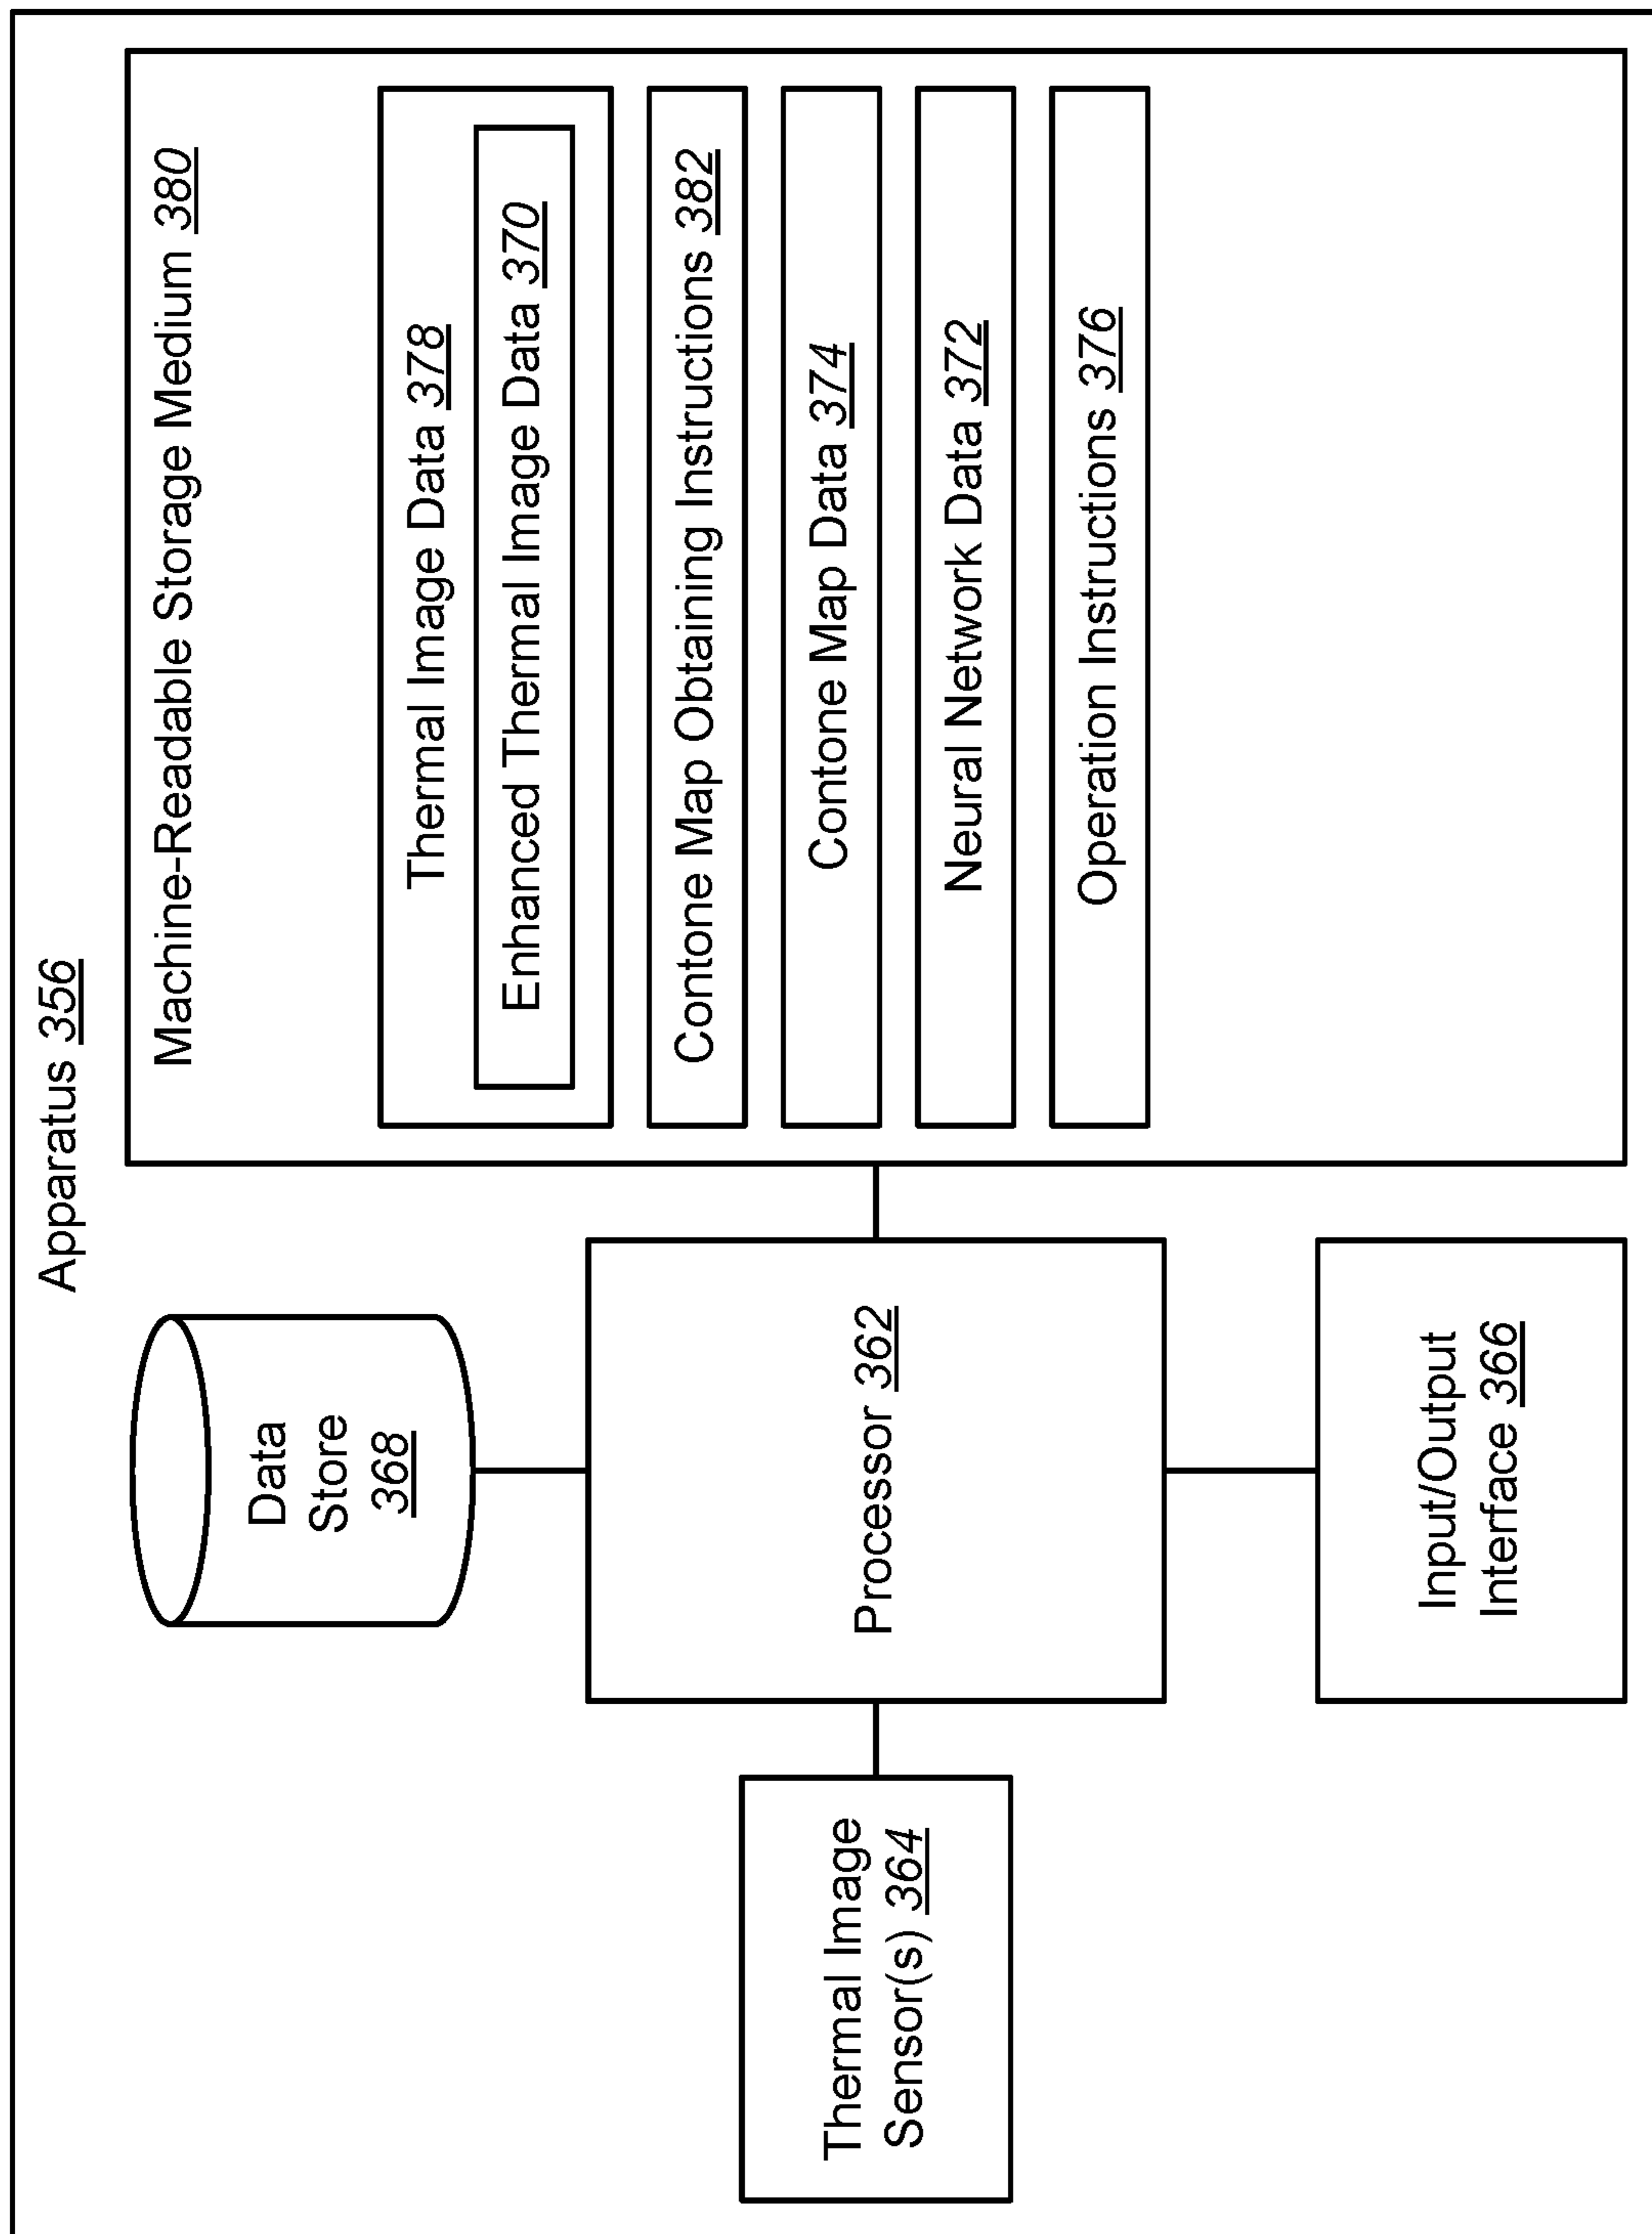 Apparatus 356
Thermal Image
Sensor(s) 364
Data
Store
368
Processor 362
Input/Output
Interface 366
Machine-Readable Storage Medium 380
Thermal Image Data 378
Enhanced Thermal Image Data 370
Contone Map Obtaining Instructions 382
Contone Map Data 374
Neural Network Data 372
Operation Instructions 376